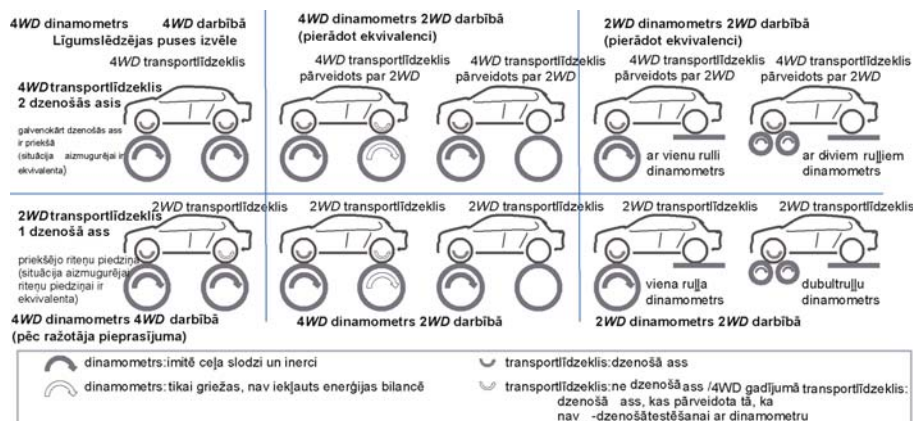 4WD dinamometrs 4WD darbībā
Līgumslēdzējas puses izvēle
4WD transportlīdzeklis
4WD dinamometrs 2WD darbībā
(pierādot ekvivalenci)
4WD transportlīdzeklis
pārveidots par 2WD
4WD transportlīdzeklis
pārveidots par 2WD
2WD dinamometrs 2WD darbībā
(pierādot ekvivalenci)
4WD transportlīdzeklis
pārveidots par 2WD
4WD transportlīdzeklis
pārveidots par 2WD
4WD transportlīdzeklis
2 dzenošās asis
galvenokārt dzenošās ass
ir priekšā
(situācija aizmugurējai ir
ekvivalenta)
ar vienu rulli
dinamometrs
ar diviem ruļļiem
dinamometrs
2WD transportlīdzeklis
1 dzenošā ass
priekšējo riteņu piedziņa
(situācija aizmugurējai
riteņu piedziņai ir
ekvivalenta)
2WD transportlīdzeklis
2WD transportlīdzeklis
2WD transportlīdzeklis
2WD transportlīdzeklis
2WD transportlīdzeklis
viena ruļļa
dinamometrs
dubultruļļu
dinamometrs
4WD dinamometrs 4WD darbībā
(pēc ražotāja pieprasījuma)
4WD dinamometrs 2WD darbībā
2WD dinamometrs 2WD darbībā
dinamometrs: imitē ceļa slodzi un inerci
dinamometrs: tikai griežas, nav iekļauts enerģijas bilancē
transportlīdzeklis: dzenošā ass
transportlīdzeklis: ne dzenošā ass /4WD gadījumā transportlīdzeklis:
dzenošā ass, kas pārveidota tā, ka
nav -dzenošātestēšanai ar dinamometru